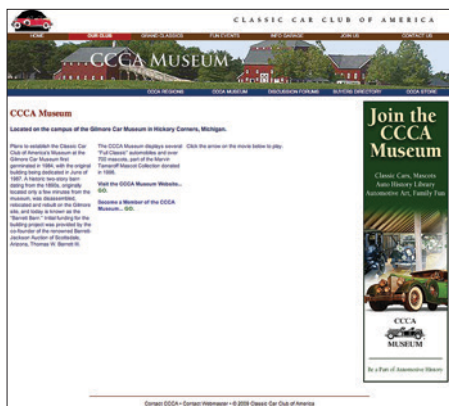 CLASSIC CAR CLUB OF AMERICA
HOME OUR CLUB GRAND CLASSICS FUN EVENTS INFO GARAGE JOIN US CONTACT US
CCCA MUSEUM
CCCA REGIONS CCCA MUSEUM DISCUSSION FORUMS BUYERS DIRECTORY CCCA STORE
CCCA Museum
Located on the campus of the Gilmore Car Museum in Hickory Corners, Michigan.
Plans to establish the Classic Car
Club of America's Museum at the
Gilmore Car Museum first
germinated in 1984, with the original
building being dedicated in June of
1987. A historic two story barn
dating from the 1890s, originally
located only a few minutes from the
museum, was disassembled,
relocated and rebuilt on the Gilmore
site, and today is known as the
"Barrett Barn." Initial funding for the
building project was provided by the
co-founder of the renowned Barrett-
Jackson Auction of Scottsdale,
Arizona, Thomas W. Barrett III.
The CCCA Museum displays several
"Full Classic" automobiles and over
700 mascots, part of the Marvin
Tamaroff Mascot Collection donated
in 1998.
Visit the CCCA Museum Website...
GO.
Become a Member of the CCCA
Museum... GO.
Click the arrow on the movie below to play:
Join the
CCCA
Museum
Classic Cars, Mascots
Auto History Library
Automotive Art, Family Fun
CCCA
MUSEUM
Be a Part of Automotive History
Contact CCCA • Contact Webmaster • © 2009 Classic Car Club of America